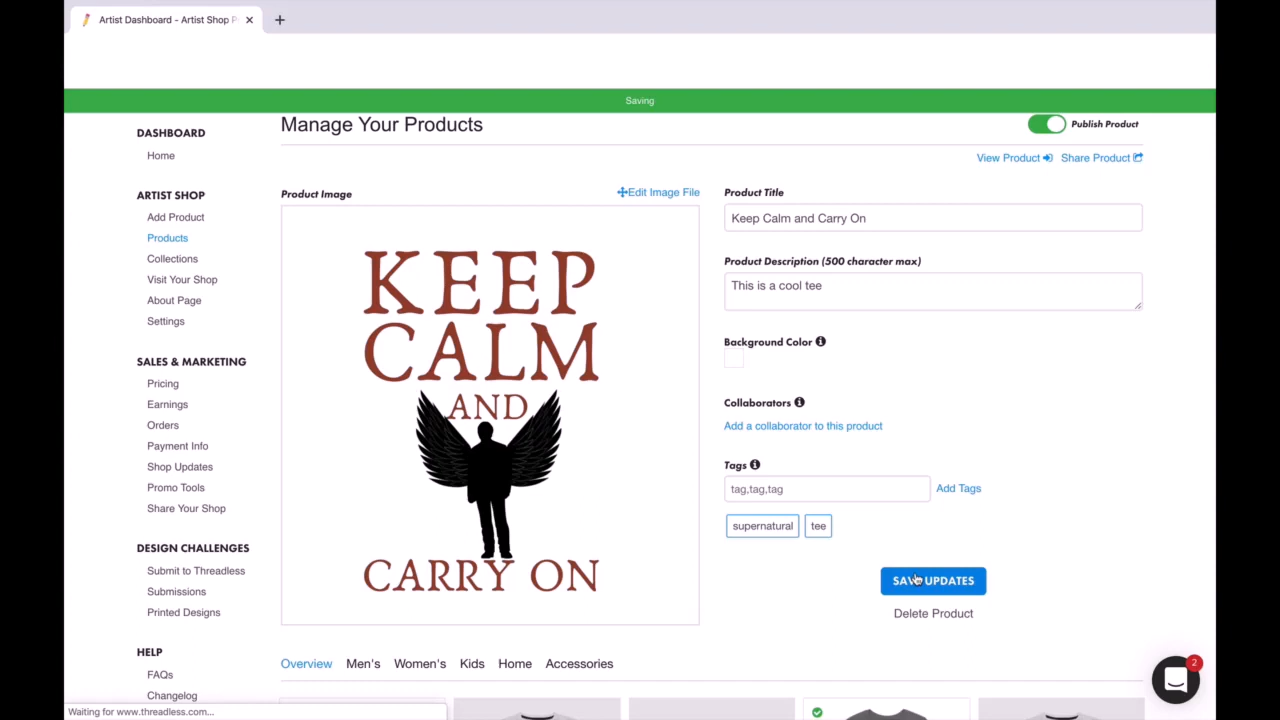 Artist Dashboard - Artist Shop P
Saving
DASHBOARD
Home
ARTIST SHOP
Add Product
Products
Collections
Visit Your Shop
About Page
Settings
SALES & MARKETING
Pricing
Earnings
Orders
Payment Info
Shop Updates
Promo Tools
Share Your Shop
DESIGN CHALLENGES
Submit to Threadless
Submissions
Printed Designs
HELP
FAQs
Changelog
Waiting for www.threadless.com...
Manage Your Products
Publish Product
View Product
Share Product
Product Image
Edit Image File
KEEP
CALM
AND
CARRY ON
Product Title
Keep Calm and Carry On
Product Description (500 character max)
This is a cool tee
Background Color
Collaborators
Add a collaborator to this product
Tags
tag,tag,tag
Add Tags
supernatural
tee
SAVE UPDATES
Delete Product
Overview
Men's
Women's
Kids
Home
Accessories
2